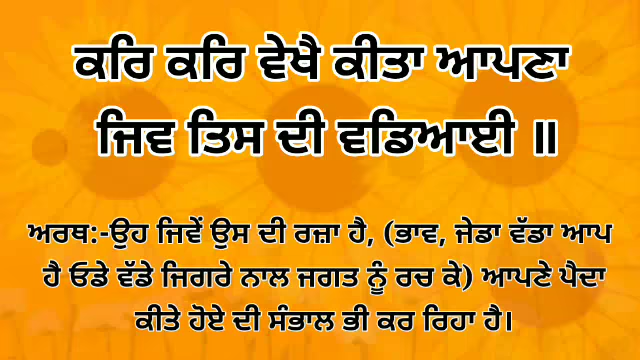 ਕਰਿ ਕਰਿ ਵੇਖੈ ਕੀਤਾ ਆਪਣਾ
ਜਿਵ ਤਿਸ ਦੀ ਵਡਿਆਈ ॥
ਅਰਥ:-ਉਹ ਜਿਵੇਂ ਉਸ ਦੀ ਰਜ਼ਾ ਹੈ, (ਭਾਵ, ਜੇਡਾ ਵੱਡਾ ਆਪ
ਹੈ ਓਡੇ ਵੱਡੇ ਜਿਗਰੇ ਨਾਲ ਜਗਤ ਨੂੰ ਰਚ ਕੇ) ਆਪਣੇ ਪੈਦਾ
ਕੀਤੇ ਹੋਏ ਦੀ ਸੰਭਾਲ ਭੀ ਕਰ ਰਿਹਾ ਹੈ।